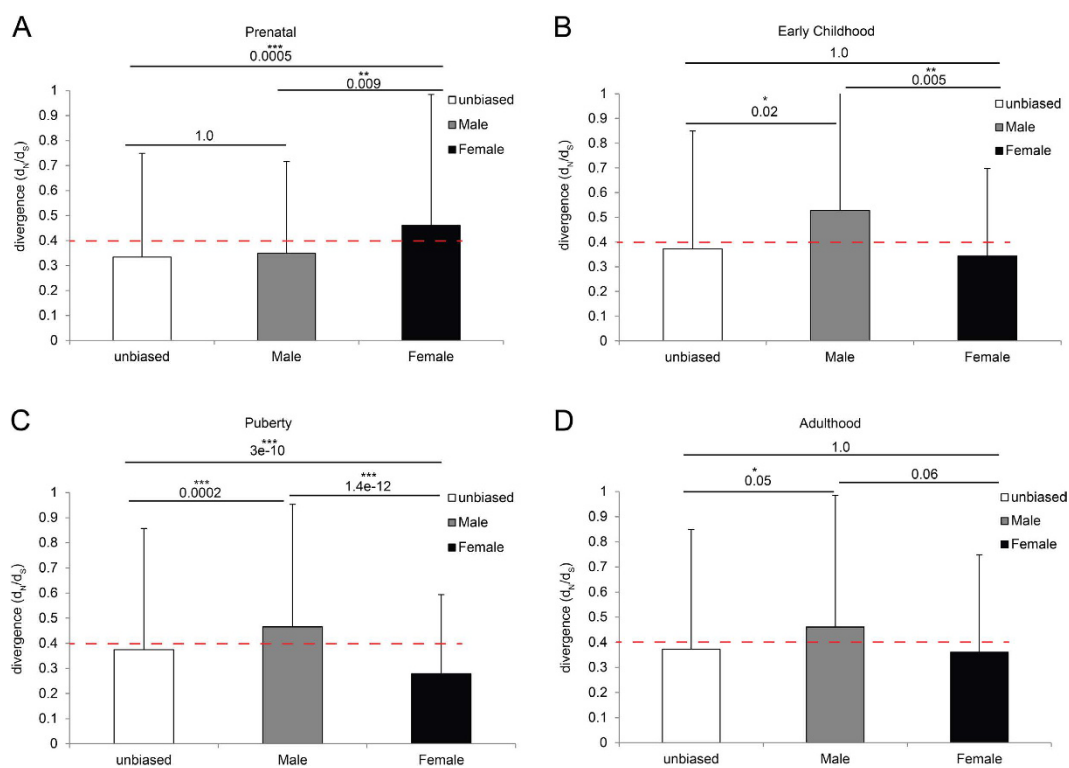 A
Prenatal
***
0.0005
**
0.009
1.0
unbiased
Male
Female
divergence (dN/dS)
1
0.9
0.8
0.7
0.6
0.5
0.4
0.3
0.2
0.1
0
unbiased Male Female
B
Early Childhood
1.0
**
0.005
*
0.02
unbiased
Male
Female
divergence (dN/dS)
1
0.9
0.8
0.7
0.6
0.5
0.4
0.3
0.2
0.1
0
unbiased Male Female
C
Puberty
***
3e-10
***
0.0002
***
1.4e-12
unbiased
Male
Female
divergence (dN/dS)
1
0.9
0.8
0.7
0.6
0.5
0.4
0.3
0.2
0.1
0
unbiased Male Female
D
Adulthood
1.0
*
0.05
0.06
unbiased
Male
Female
divergence (dN/dS)
1
0.9
0.8
0.7
0.6
0.5
0.4
0.3
0.2
0.1
0
unbiased Male Female